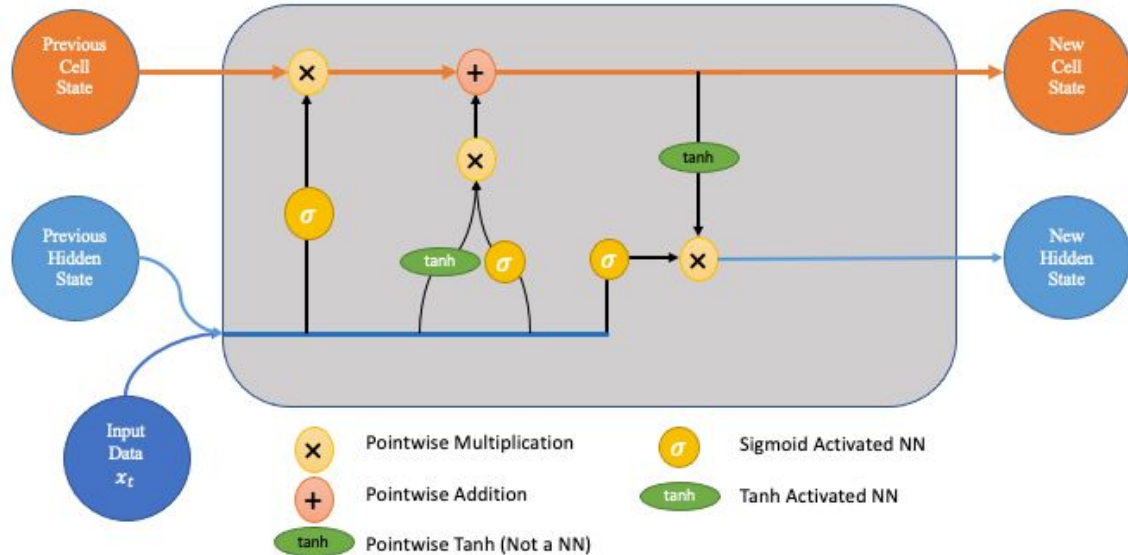 Previous
Cell
State
×
+
New
Cell
State
×
tanh
σ
Previous
Hidden
State
tanh
σ
σ
×
New
Hidden
State
Input
Data
xₜ
× Pointwise Multiplication
σ Sigmoid Activated NN
+ Pointwise Addition
tanh Tanh Activated NN
tanh Pointwise Tanh (Not a NN)